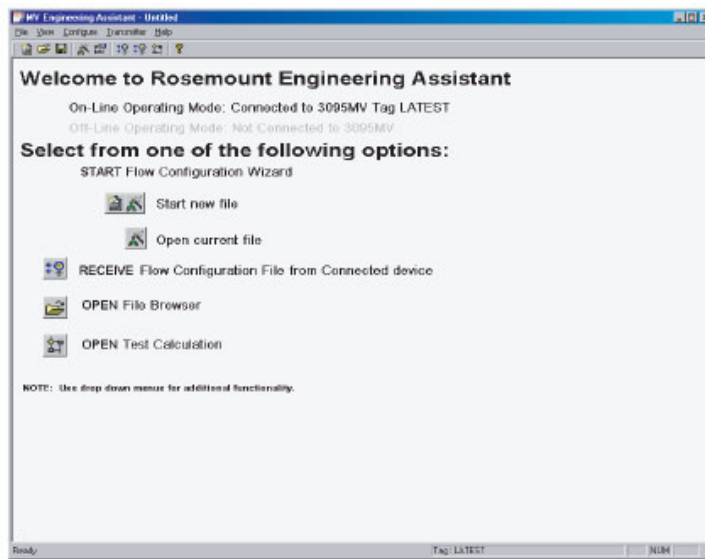 MV Engineering Assistant - Untitled
File View Configure Transmitter Help
Welcome to Rosemount Engineering Assistant
On-Line Operating Mode: Connected to 3095MV Tag LATEST
Off-Line Operating Mode: Not Connected to 3095MV
Select from one of the following options:
START Flow Configuration Wizard
Start new file
Open current file
RECEIVE Flow Configuration File from Connected device
OPEN File Browser
OPEN Test Calculation
NOTE: Use drop down menus for additional functionality.
Ready Tag: LATEST NUM